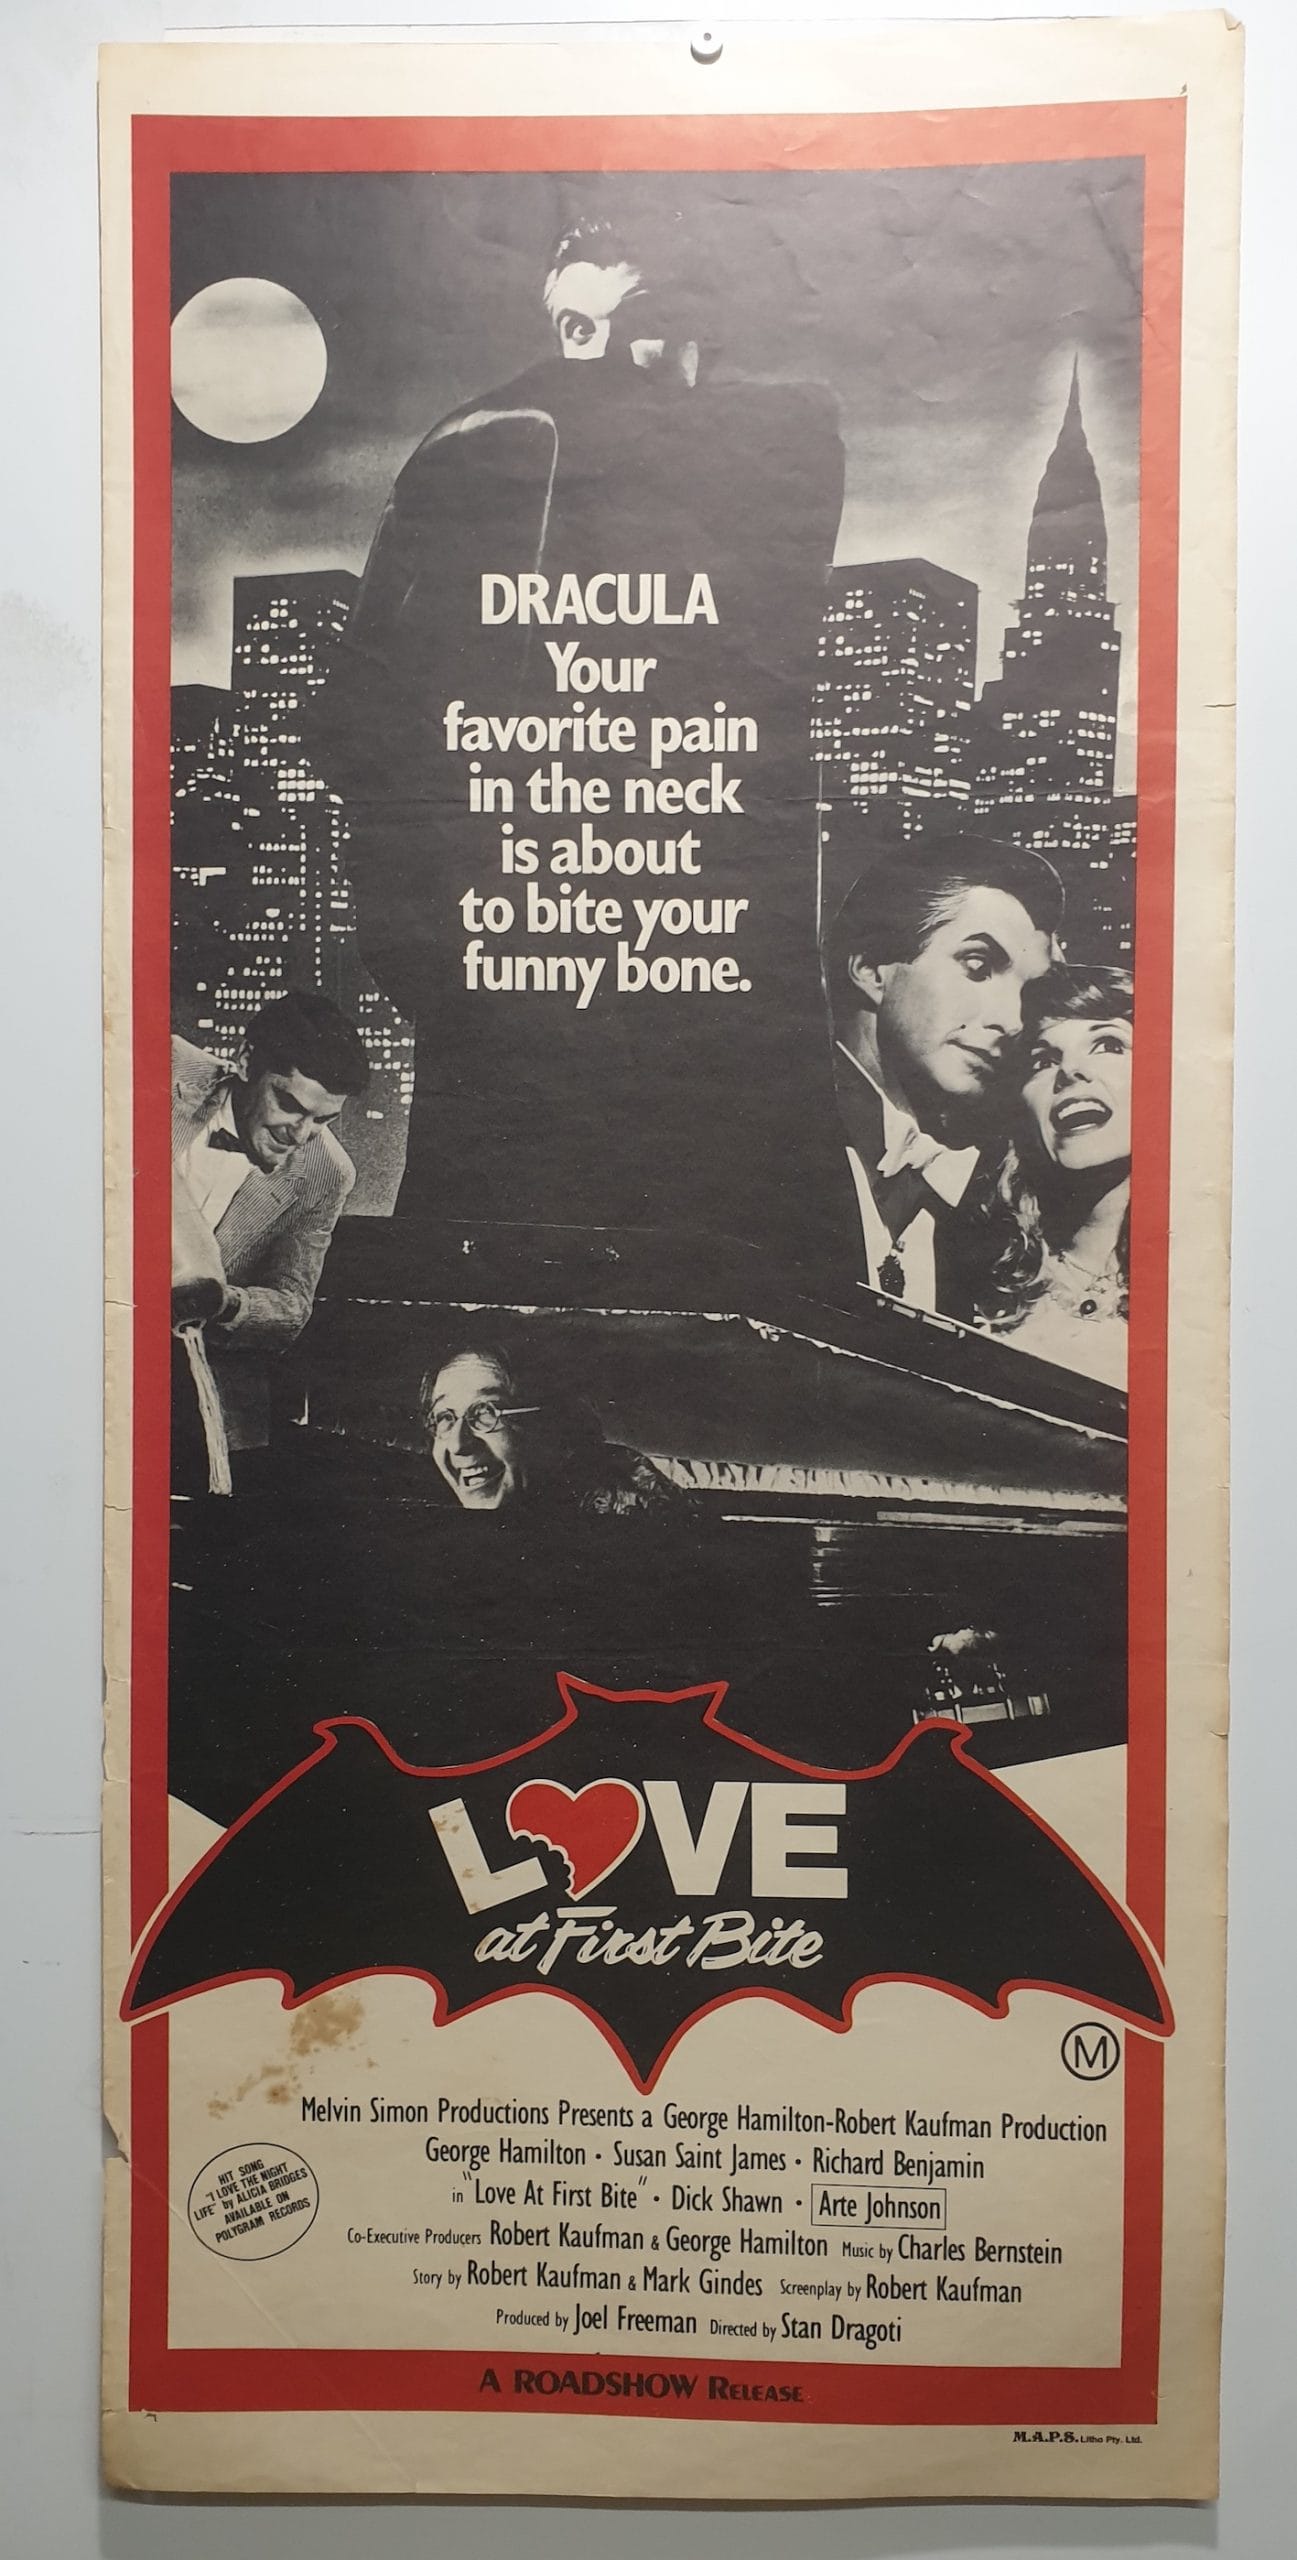 DRACULA
Your
favorite pain
in the neck
is about
to bite your
funny bone.
LOVE
at First Bite
M
Melvin Simon Productions Presents a George Hamilton-Robert Kaufman Production
George Hamilton • Susan Saint James • Richard Benjamin
in "Love At First Bite" • Dick Shawn • Arte Johnson
Co-Executive Producers Robert Kaufman & George Hamilton Music by Charles Bernstein
Story by Robert Kaufman & Mark Gindes Screenplay by Robert Kaufman
Produced by Joel Freeman Directed by Stan Dragoti
HIT SONG
"I LOVE THE NIGHT
LIFE" by ALICIA BRIDGES
AVAILABLE ON
POLYGRAM RECORDS
A ROADSHOW RELEASE
M.A.P.S. Litho Pty. Ltd.